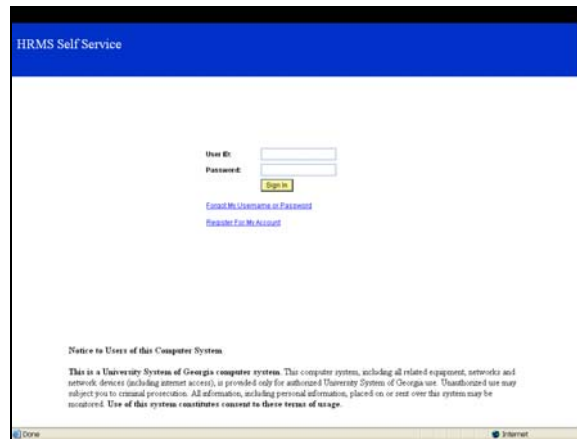 HRMS Self Service
User ID:
Password:
Sign In
Forgot My Username or Password
Register For My Account
Notice to Users of this Computer System
This is a University System of Georgia computer system. This computer system, including all related equipment, networks and
network devices (including internet access), is provided only for authorized University System of Georgia use. Unauthorized use may
subject you to criminal prosecution. All information, including personal information, placed on or sent over this system may be
monitored. Use of this system constitutes consent to these terms of usage.
Done
Internet